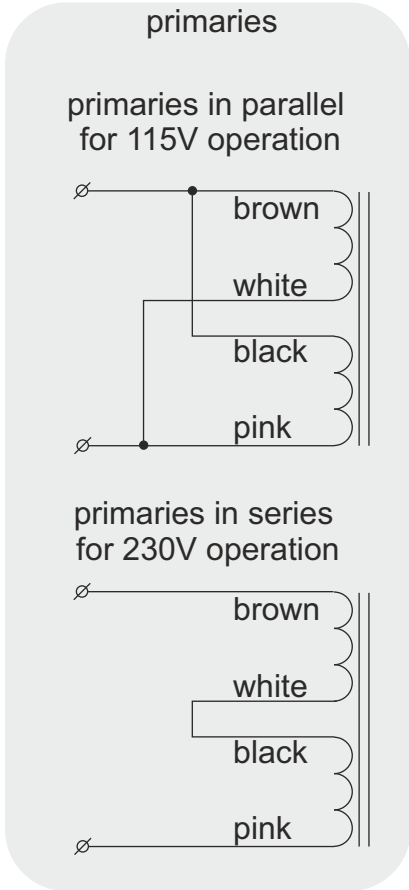 primaries
primaries in parallel
for 115V operation
brown
white
black
pink
primaries in series
for 230V operation
brown
white
black
pink